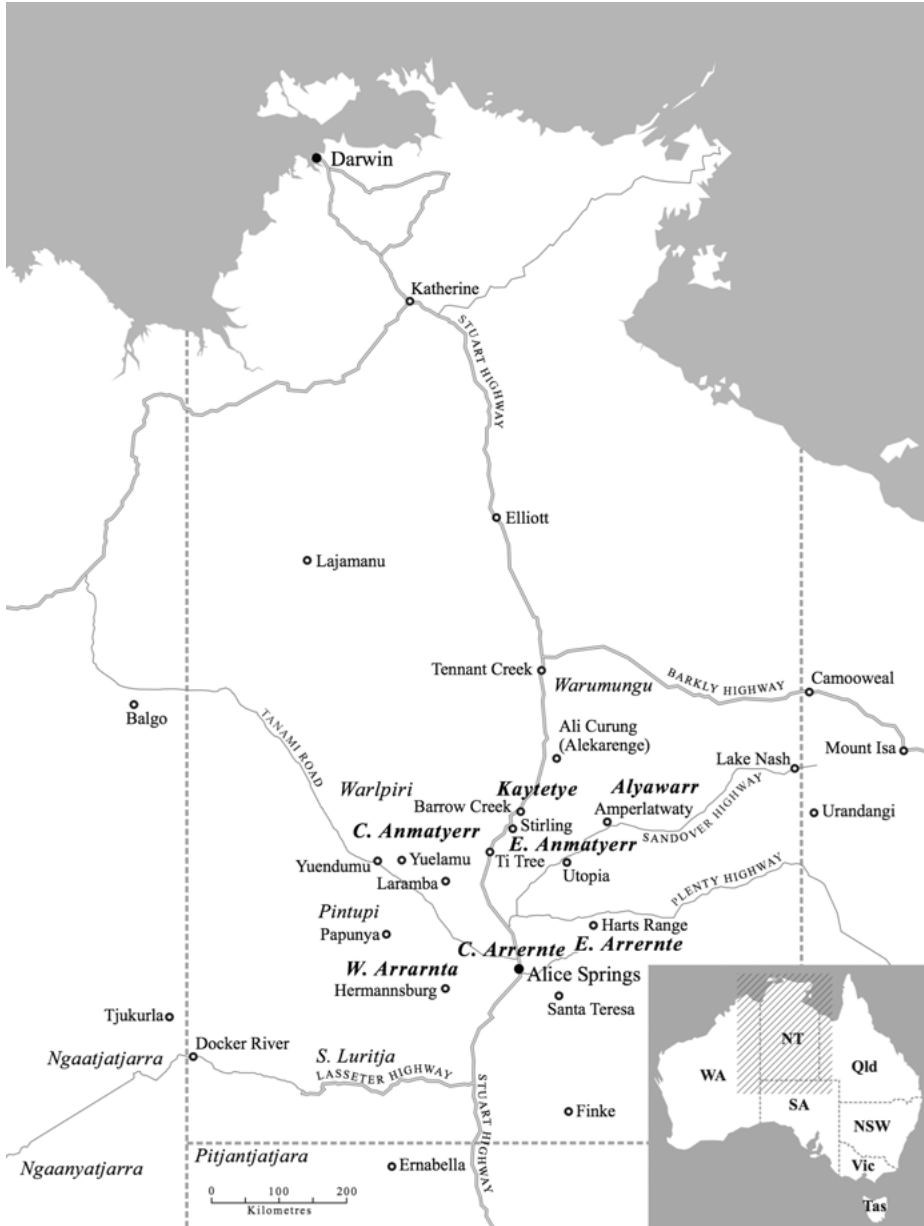 Darwin
Katherine
STUART HIGHWAY
Elliott
Lajamanu
Tennant Creek
Warumungu
BARKLY HIGHWAY
Camooweal
Balgo
TANAMI ROAD
Ali Curung
(Alekarenge)
Mount Isa
Lake Nash
Warlpiri
Kaytetye
Alyawarr
Barrow Creek
Amperlatwaty
SANDOVER HIGHWAY
Urandangi
C. Anmatyerr
Stirling
E. Anmatyerr
Yuendumu
Yuelamu
Ti Tree
Utopia
Laramba
PLENTY HIGHWAY
Pintupi
Papunya
Harts Range
C. Arrernte
E. Arrernte
W. Arrarnta
Alice Springs
Hermannsburg
Santa Teresa
Tjukurla
Docker River
Ngaatjatjarra
S. Luritja
LASSETER HIGHWAY
STUART HIGHWAY
Finke
Pitjantjatjara
Ngaanyatjarra
Ernabella
0 100 200
Kilometres
NT
WA
Qld
SA
NSW
Vic
Tas